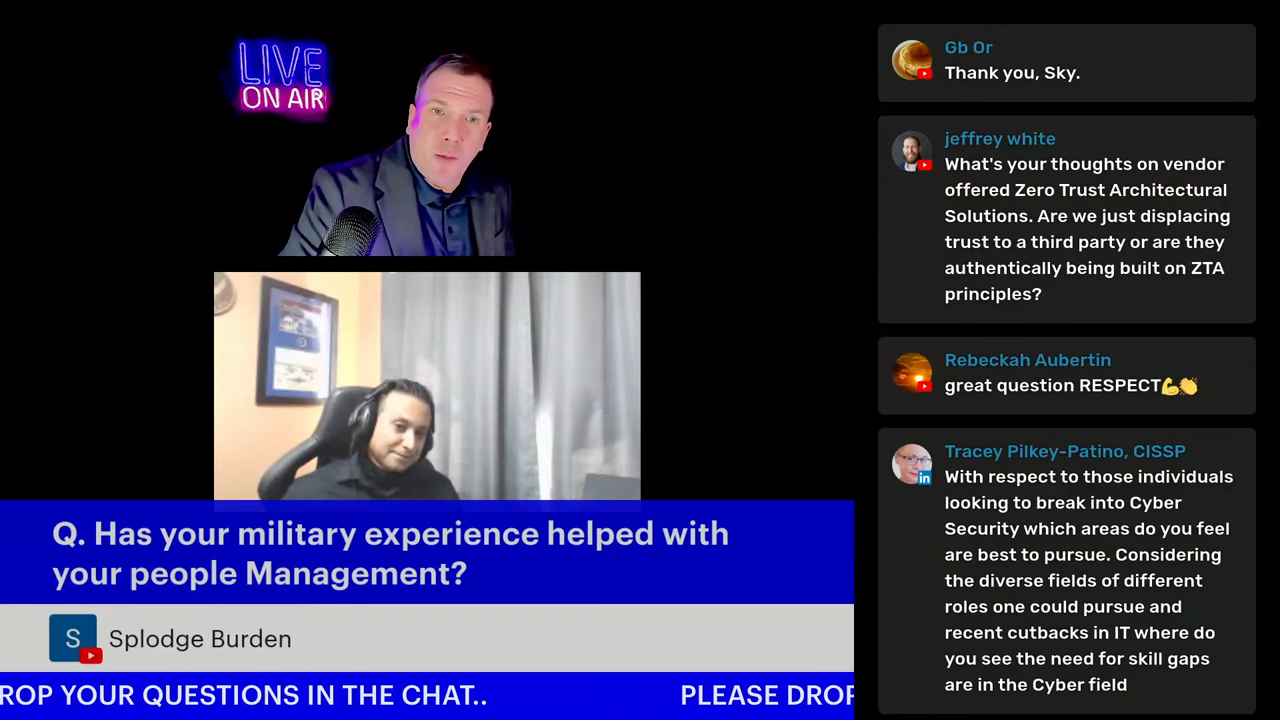 LIVE
ON AIR
Q. Has your military experience helped with
your people Management?
S
Splodge Burden
ROP YOUR QUESTIONS IN THE CHAT..
PLEASE DROP
Gb Or
Thank you, Sky.
jeffrey white
What's your thoughts on vendor
offered Zero Trust Architectural
Solutions. Are we just displacing
trust to a third party or are they
authentically being built on ZTA
principles?
Rebeckah Aubertin
great question RESPECT💪👏
Tracey Pilkey-Patino, CISSP
in
With respect to those individuals
looking to break into Cyber
Security which areas do you feel
are best to pursue. Considering
the diverse fields of different
roles one could pursue and
recent cutbacks in IT where do
you see the need for skill gaps
are in the Cyber field